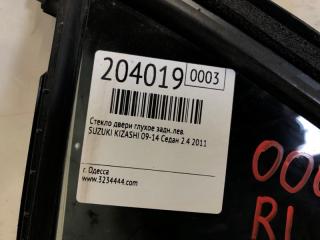 204019 0003
Стекло двери глухое задн.лев.
SUZUKI KIZASHI 09-14 Седан 2.4 2011
г. Одесса
www.3234444.com